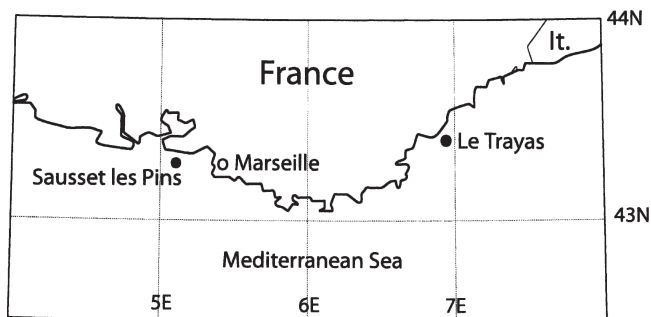 44N
It.
France
Le Trayas
Marseille
Sausset les Pins
43N
Mediterranean Sea
5E
6E
7E